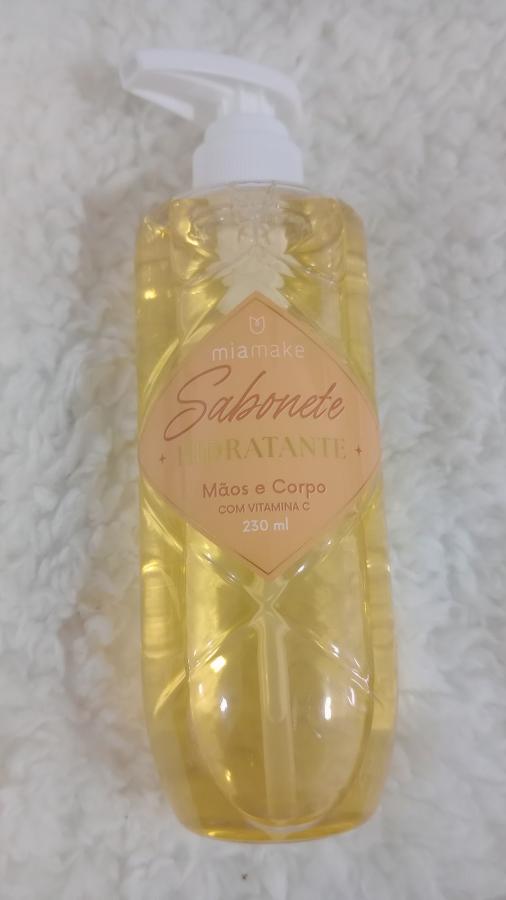 miamake
Sabonete
HIDRATANTE
Mãos e Corpo
COM VITAMINA C
230 ml